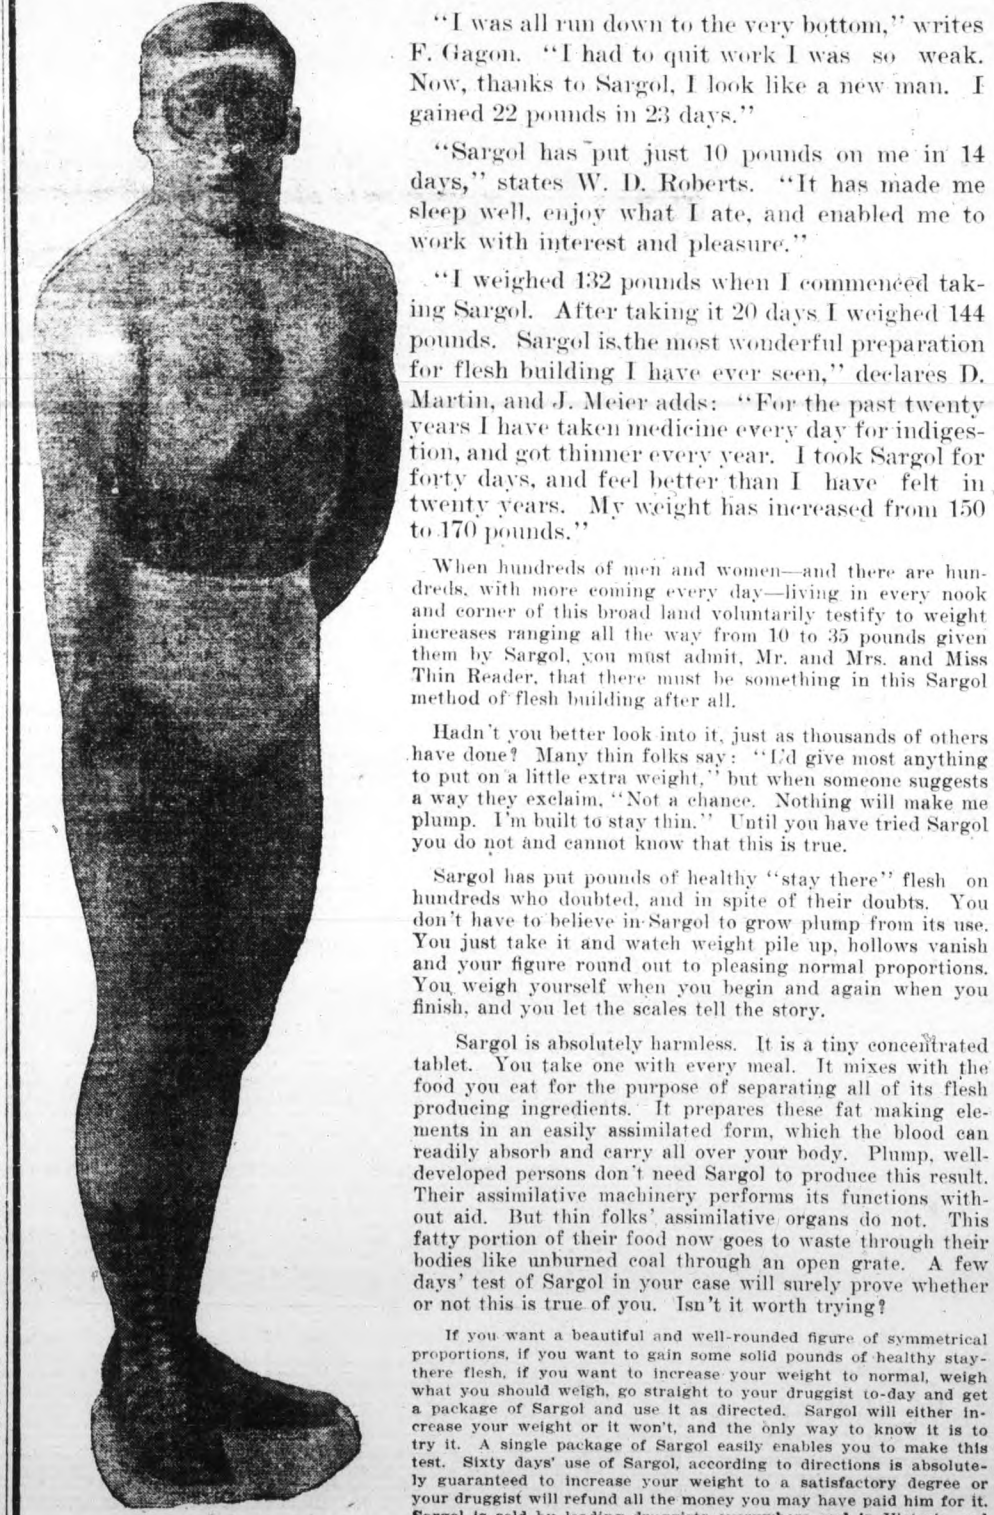 "I was all run down to the very bottom," writes
F. Gagon. "I had to quit work I was so weak.
Now, thanks to Sargol, I look like a new man. I
gained 22 pounds in 23 days."
"Sargol has put just 10 pounds on me in 14
days," states W. D. Roberts. "It has made me
sleep well, enjoy what I ate, and enabled me to
work with interest and pleasure."
"I weighed 132 pounds when I commenced tak-
ing Sargol. After taking it 20 days I weighed 144
pounds. Sargol is the most wonderful preparation
for flesh building I have ever seen," declares D.
Martin, and J. Meier adds: "For the past twenty
years I have taken medicine every day for indiges-
tion, and got thinner every year. I took Sargol for
forty days, and feel better than I have felt in
twenty years. My weight has increased from 150
to 170 pounds."
When hundreds of men and women—and there are hun-
dreds, with more coming every day—living in every nook
and corner of this broad land voluntarily testify to weight
increases ranging all the way from 10 to 35 pounds given
them by Sargol, you must admit, Mr. and Mrs. and Miss
Thin Reader, that there must be something in this Sargol
method of flesh building after all.
Hadn't you better look into it, just as thousands of others
have done? Many thin folks say: "I'd give most anything
to put on a little extra weight," but when someone suggests
a way they exclaim, "Not a chance. Nothing will make me
plump. I'm built to stay thin." Until you have tried Sargol
you do not and cannot know that this is true.
Sargol has put pounds of healthy "stay there" flesh on
hundreds who doubted, and in spite of their doubts. You
don't have to believe in Sargol to grow plump from its use.
You just take it and watch weight pile up, hollows vanish
and your figure round out to pleasing normal proportions.
You weigh yourself when you begin and again when you
finish, and you let the scales tell the story.
Sargol is absolutely harmless. It is a tiny concentrated
tablet. You take one with every meal. It mixes with the
food you eat for the purpose of separating all of its flesh
producing ingredients. It prepares these fat making ele-
ments in an easily assimilated form, which the blood can
readily absorb and carry all over your body. Plump, well-
developed persons don't need Sargol to produce this result.
Their assimilative machinery performs its functions with-
out aid. But thin folks' assimilative organs do not. This
fatty portion of their food now goes to waste through their
bodies like unburned coal through an open grate. A few
days' test of Sargol in your case will surely prove whether
or not this is true of you. Isn't it worth trying?
If you want a beautiful and well-rounded figure of symmetrical
proportions, if you want to gain some solid pounds of healthy stay-
there flesh, if you want to increase your weight to normal, weigh
what you should weigh, go straight to your druggist to-day and get
a package of Sargol and use it as directed. Sargol will either in-
crease your weight or it won't, and the only way to know it is to
try it. A single package of Sargol easily enables you to make this
test. Sixty days' use of Sargol, according to directions is absolute-
ly guaranteed to increase your weight to a satisfactory degree or
your druggist will refund all the money you may have paid him for it.